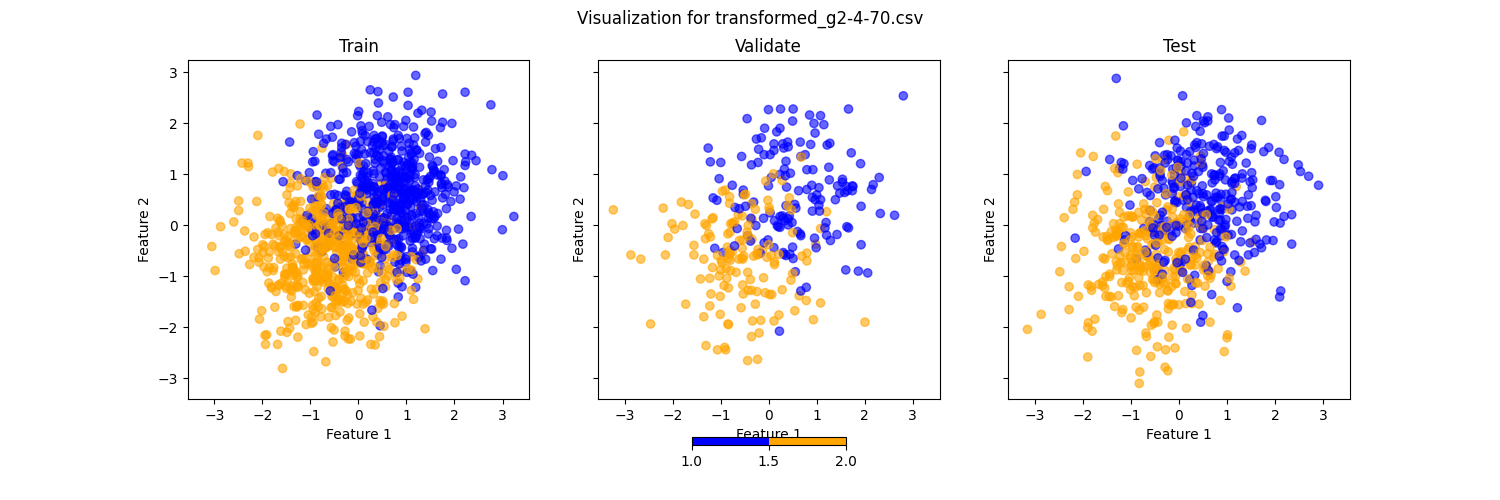 Visualization for transformed_g2-4-70.csv
Train
Validate
Test
3
2
1
0
−1
−2
−3
Feature 2
Feature 2
Feature 2
−3 −2 −1 0 1 2 3
−3 −2 −1 0 1 2 3
−3 −2 −1 0 1 2 3
Feature 1
Feature 1
Feature 1
1.0 1.5 2.0